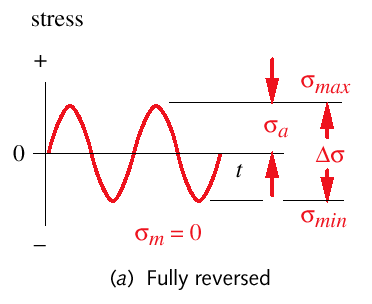 stress
+
σmax
σa
0
t
Δσ
σmin
σm = 0
–
(a) Fully reversed